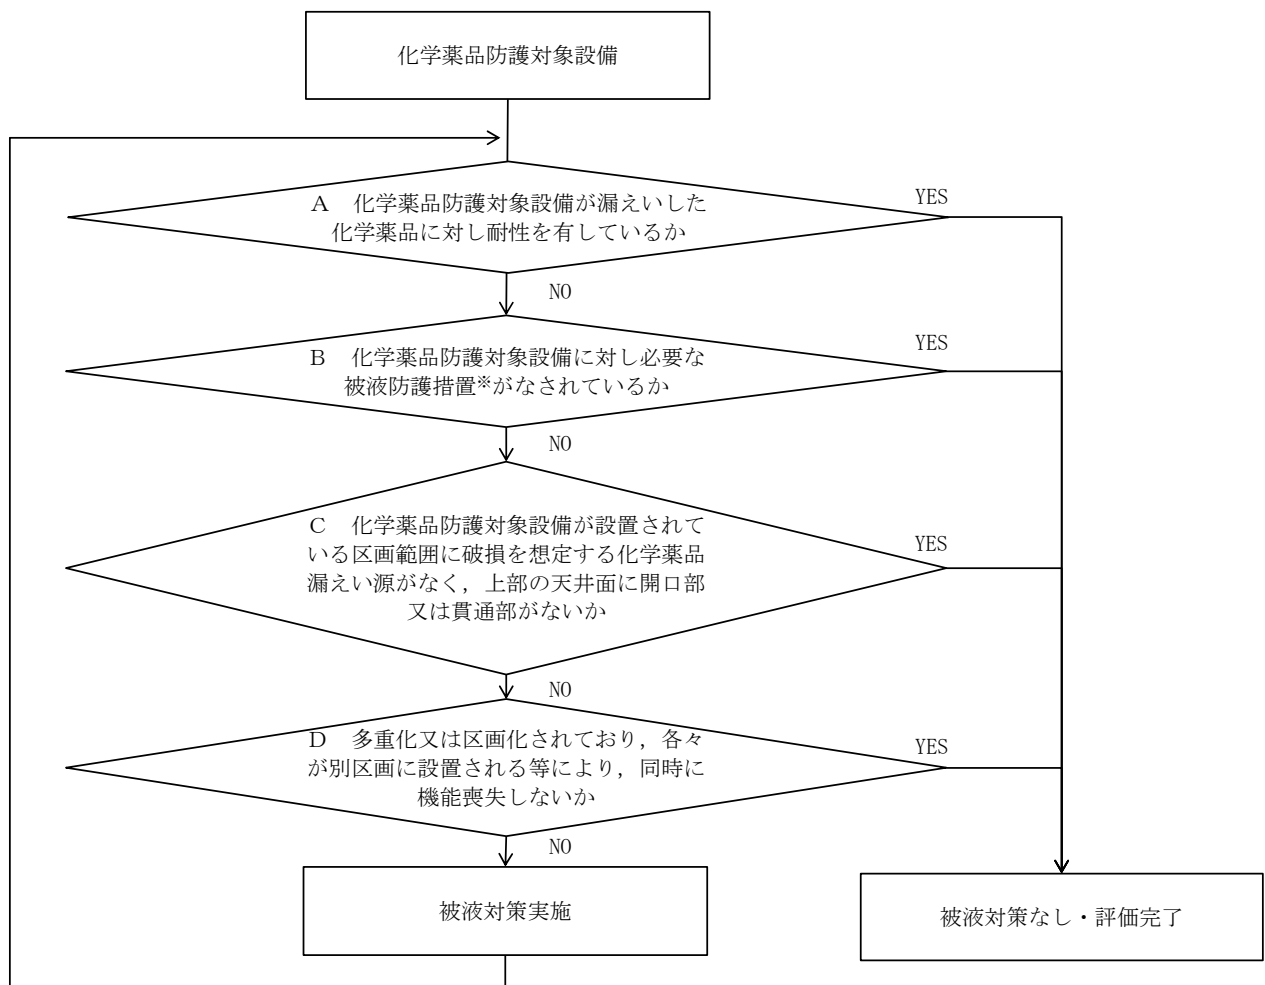 化学薬品防護対象設備
A　化学薬品防護対象設備が漏えいした
化学薬品に対し耐性を有しているか
YES
NO
B　化学薬品防護対象設備に対し必要な
被液防護措置※がなされているか
YES
NO
C　化学薬品防護対象設備が設置されて
いる区画範囲に破損を想定する化学薬品
漏えい源がなく，上部の天井面に開口部
又は貫通部がないか
YES
NO
D　多重化又は区画化されており，各々
が別区画に設置される等により，同時に
機能喪失しないか
YES
NO
被液対策実施
被液対策なし・評価完了